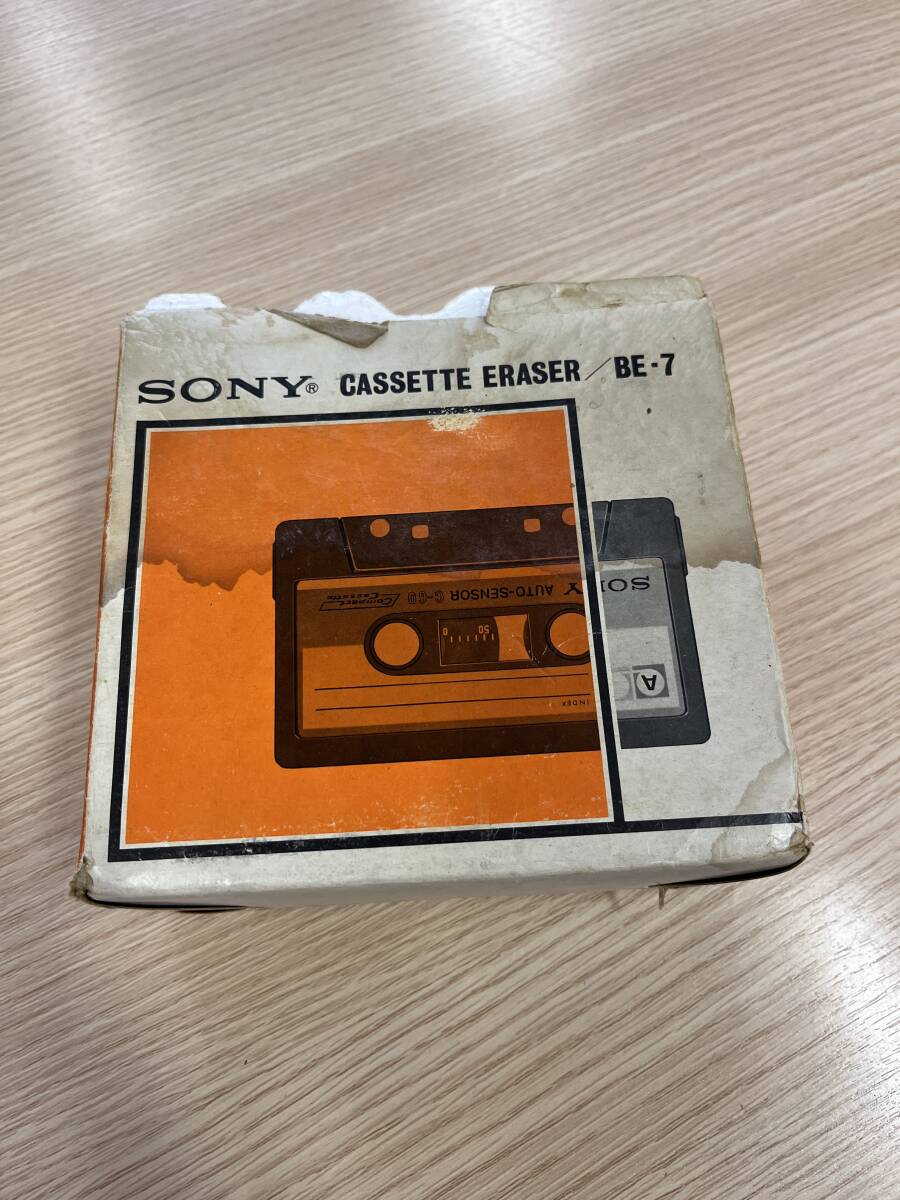 SONY® CASSETTE ERASER/BE-7
INDEX
0 50
A
SONY AUTO-SENSOR C-60
Compact
Cassette